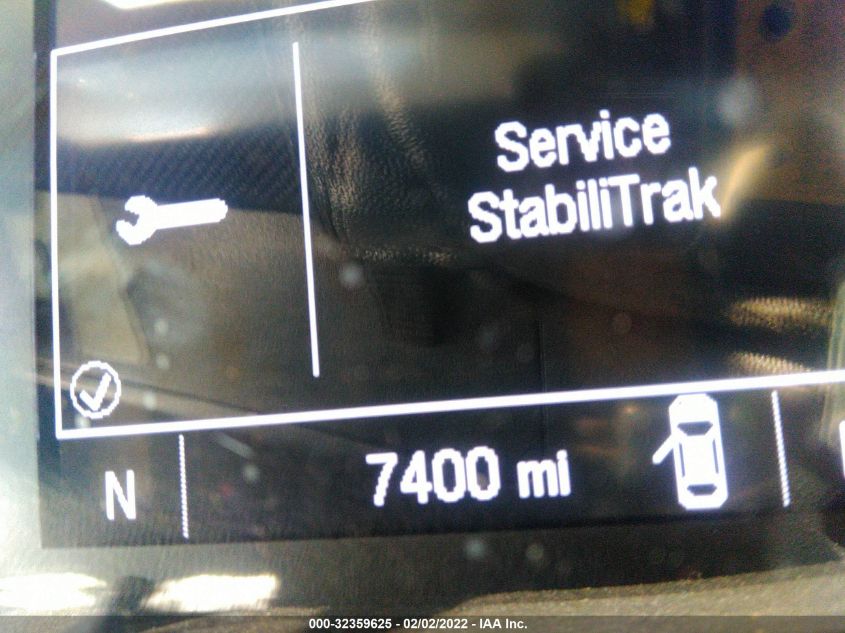 Service
StabiliTrak
N
7400 mi
000-32359625 - 02/02/2022 - IAA Inc.